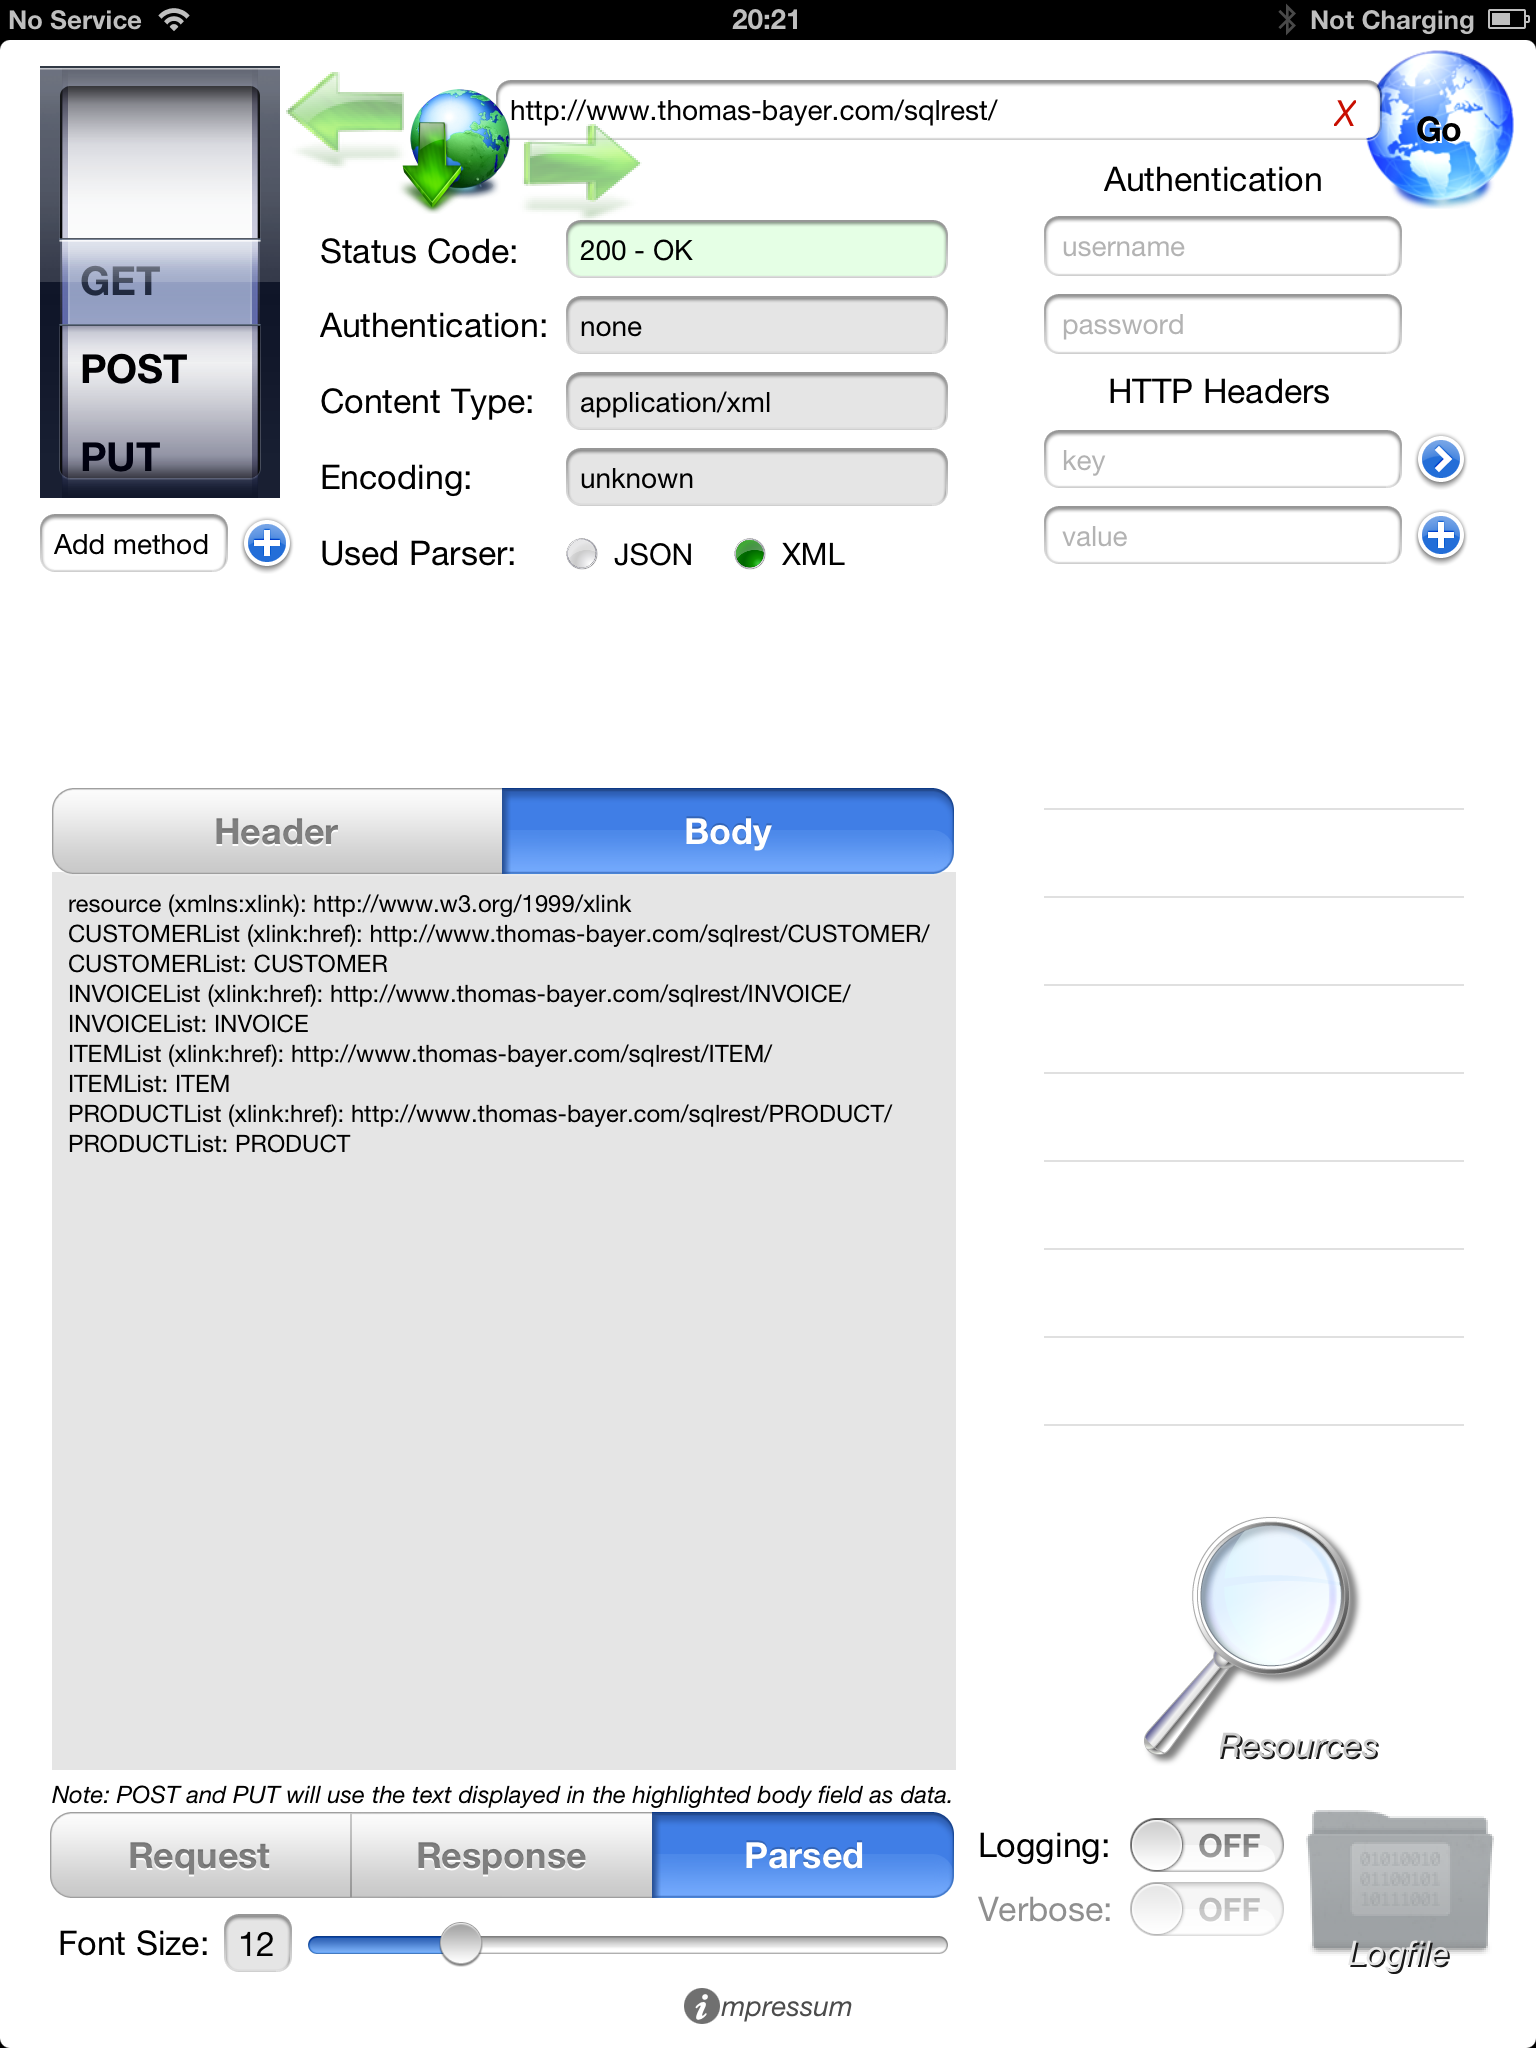 No Service
20:21
Not Charging
http://www.thomas-bayer.com/sqlrest/
X
Go
GET
POST
PUT
Add method
Status Code:
200 - OK
Authentication:
none
Content Type:
application/xml
Encoding:
unknown
Used Parser:
JSON
XML
Authentication
username
password
HTTP Headers
key
value
Header
Body
resource (xmlns:xlink): http://www.w3.org/1999/xlink
CUSTOMERList (xlink:href): http://www.thomas-bayer.com/sqlrest/CUSTOMER/
CUSTOMERList: CUSTOMER
INVOICEList (xlink:href): http://www.thomas-bayer.com/sqlrest/INVOICE/
INVOICEList: INVOICE
ITEMList (xlink:href): http://www.thomas-bayer.com/sqlrest/ITEM/
ITEMList: ITEM
PRODUCTList (xlink:href): http://www.thomas-bayer.com/sqlrest/PRODUCT/
PRODUCTList: PRODUCT
Resources
Note: POST and PUT will use the text displayed in the highlighted body field as data.
Request
Response
Parsed
Logging:
OFF
Verbose:
OFF
01010010
01100101
10111001
Logfile
Font Size:
12
impressum